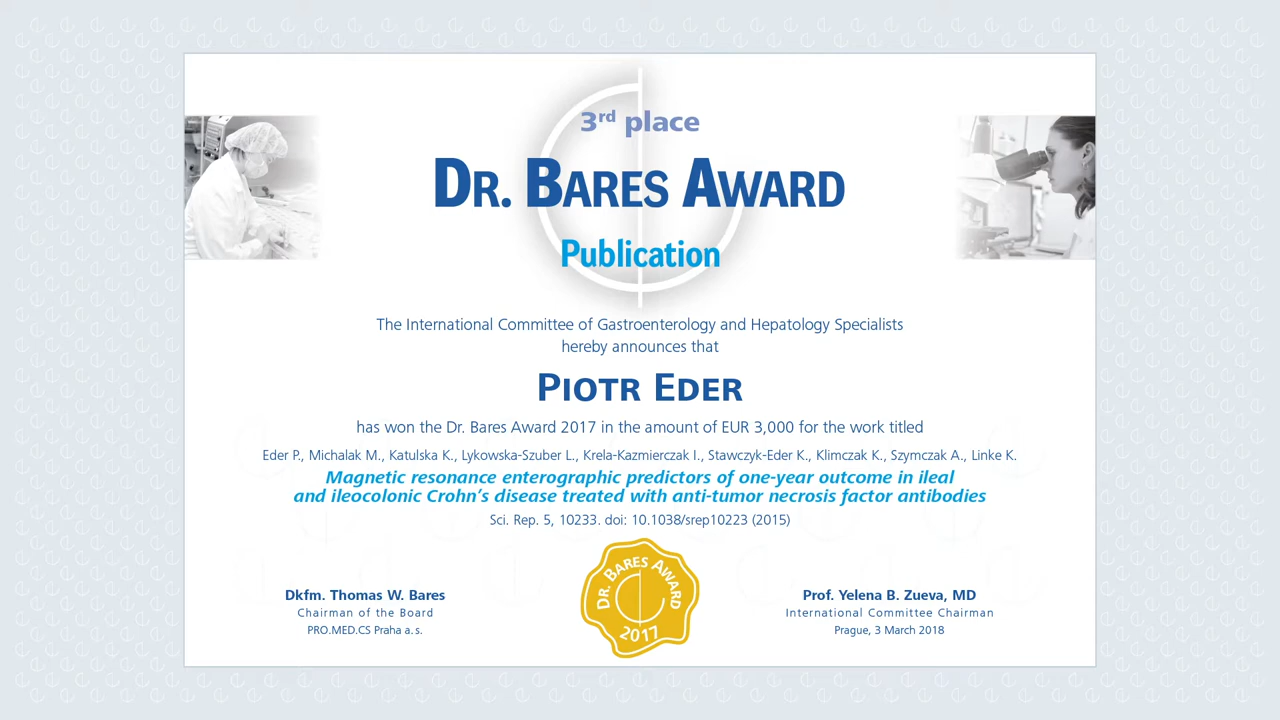 3rd place
DR. BARES AWARD
Publication
The International Committee of Gastroenterology and Hepatology Specialists
hereby announces that
PIOTR EDER
has won the Dr. Bares Award 2017 in the amount of EUR 3,000 for the work titled
Eder P., Michalak M., Katulska K., Lykowska-Szuber L., Krela-Kazmierczak I., Stawczyk-Eder K., Klimczak K., Szymczak A., Linke K.
Magnetic resonance enterographic predictors of one-year outcome in ileal
and ileocolonic Crohn's disease treated with anti-tumor necrosis factor antibodies
Sci. Rep. 5, 10233. doi: 10.1038/srep10223 (2015)
DR. BARES AWARD
2017
Dkfm. Thomas W. Bares
Chairman of the Board
PRO.MED.CS Praha a. s.
Prof. Yelena B. Zueva, MD
International Committee Chairman
Prague, 3 March 2018